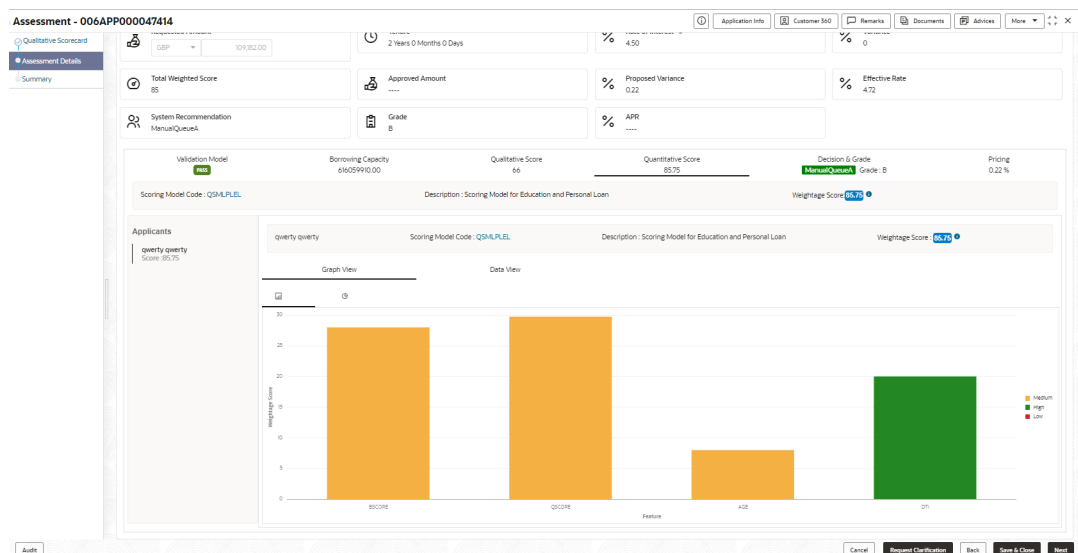 Assessment - 006APP000047414
Application Info
Customer 360
Remarks
Documents
Advices
More
Qualitative Scorecard
Assessment Details
Summary
Requested Amount
GBP
109,182.00
Tenure
2 Years 0 Months 0 Days
Rate of Interest
4.50
Variance
0
Total Weighted Score
85
Approved Amount
----
Proposed Variance
0.22
Effective Rate
4.72
System Recommendation
ManualQueueA
Grade
B
APR
----
Validation Model
PASS
Borrowing Capacity
616059910.00
Qualitative Score
66
Quantitative Score
85.75
Decision & Grade
ManualQueueA Grade : B
Pricing
0.22 %
Scoring Model Code : QSMLPLEL
Description : Scoring Model for Education and Personal Loan
Weightage Score: 85.75
Applicants
qwerty qwerty
Score :85.75
qwerty qwerty
Scoring Model Code : QSMLPLEL
Description : Scoring Model for Education and Personal Loan
Weightage Score : 85.75
Graph View
Data View
30
25
20
15
10
5
0
Weightage Score
BSCORE
QSCORE
AGE
DTI
Feature
Medium
High
Low
Audit
Cancel
Request Clarification
Back
Save & Close
Next